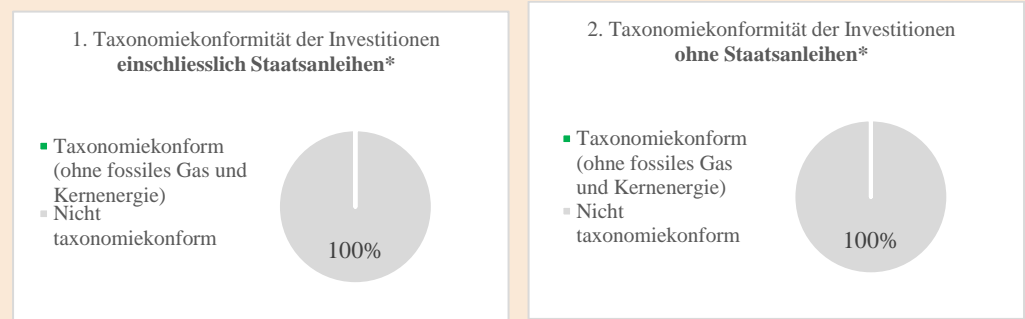 1. Taxonomiekonformität der Investitionen
einschliesslich Staatsanleihen*
Taxonomiekonform
(ohne fossiles Gas und
Kernenergie)
Nicht
taxonomiekonform
100%
2. Taxonomiekonformität der Investitionen
ohne Staatsanleihen*
Taxonomiekonform
(ohne fossiles Gas
und Kernenergie)
Nicht
taxonomiekonform
100%